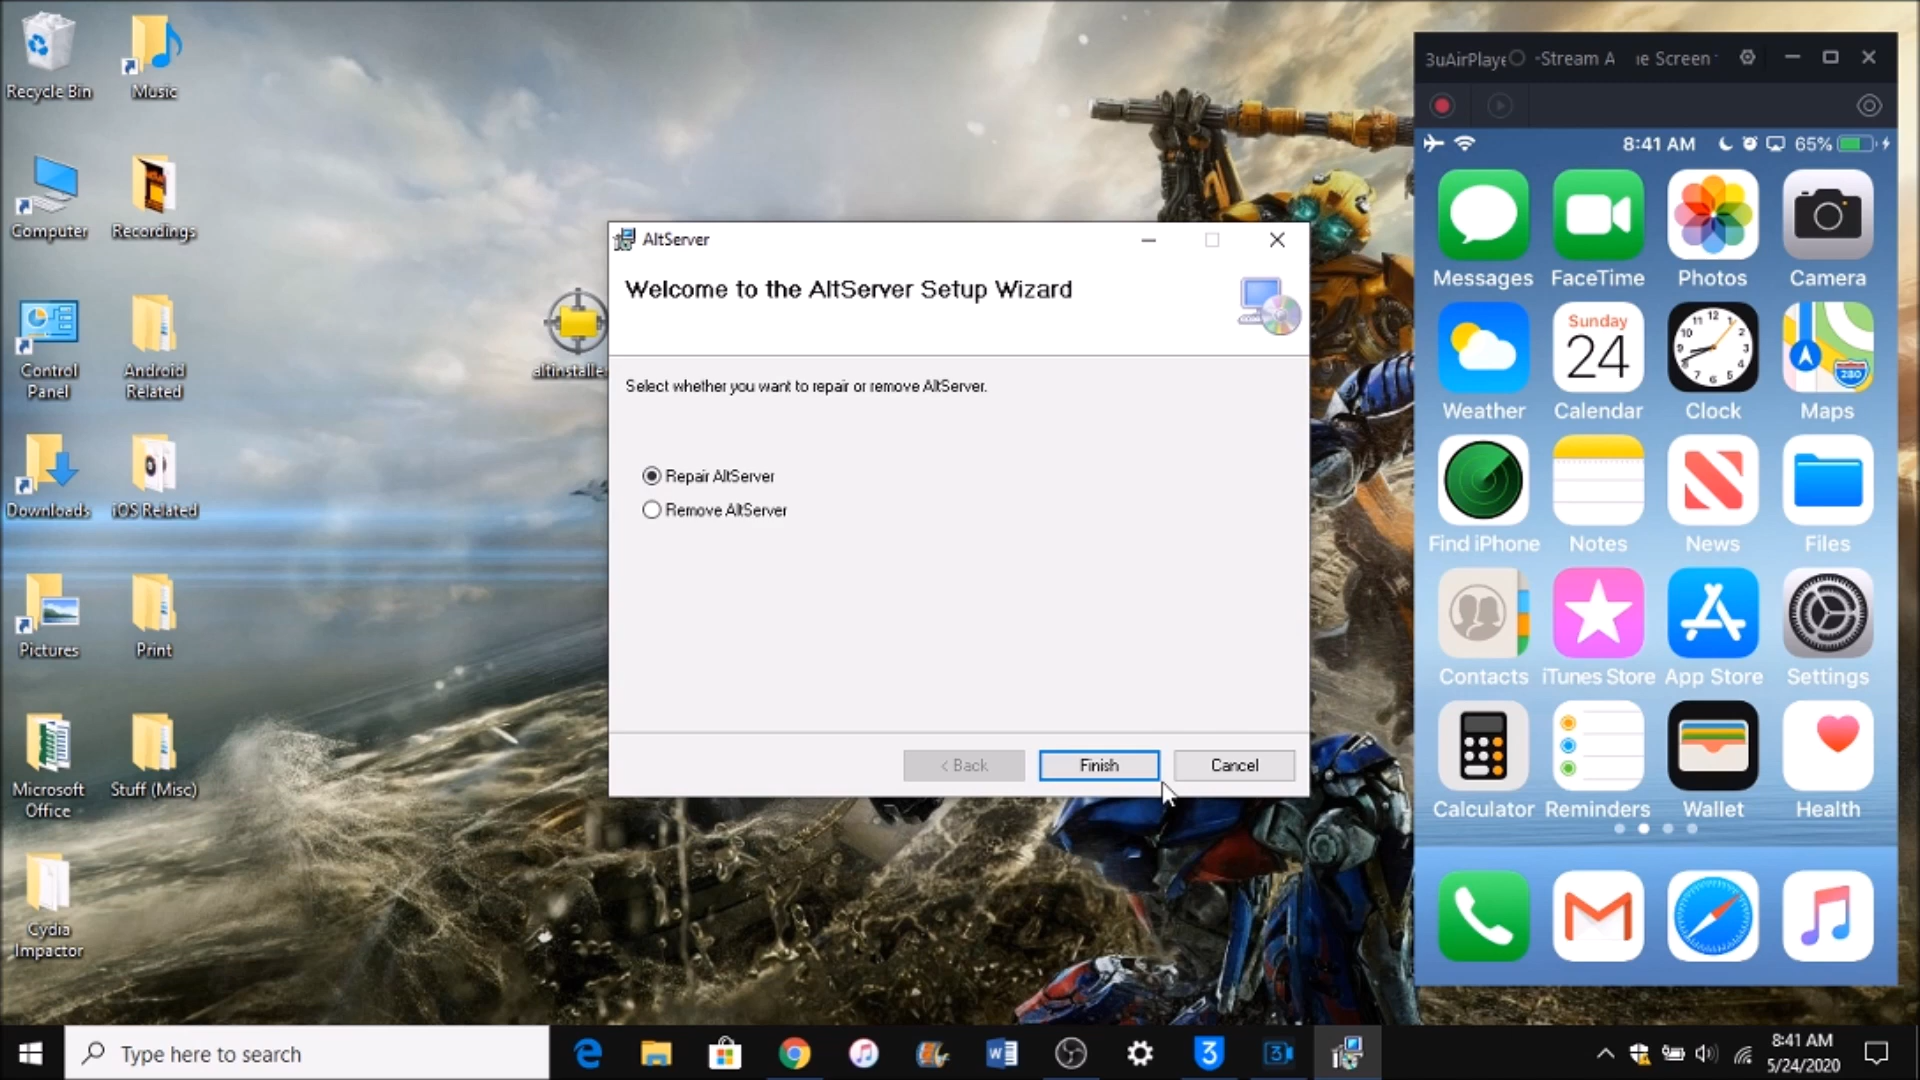 Recycle Bin
Music
Computer
Recordings
Control
Panel
Android
Related
Downloads
iOS Related
Pictures
Print
Microsoft
Office
Stuff (Misc)
Cydia
Impactor
AltServer
Welcome to the AltServer Setup Wizard
Select whether you want to repair or remove AltServer.
Repair AltServer
Remove AltServer
< Back
Finish
Cancel
-Stream A
Screen
8:41 AM
65%
Messages
FaceTime
Photos
Camera
Sunday
24
Weather
Calendar
Clock
Maps
280
Find iPhone
Notes
News
Files
Contacts
iTunes Store
App Store
Settings
Calculator
Reminders
Wallet
Health
Type here to search
8:41 AM
5/24/2020